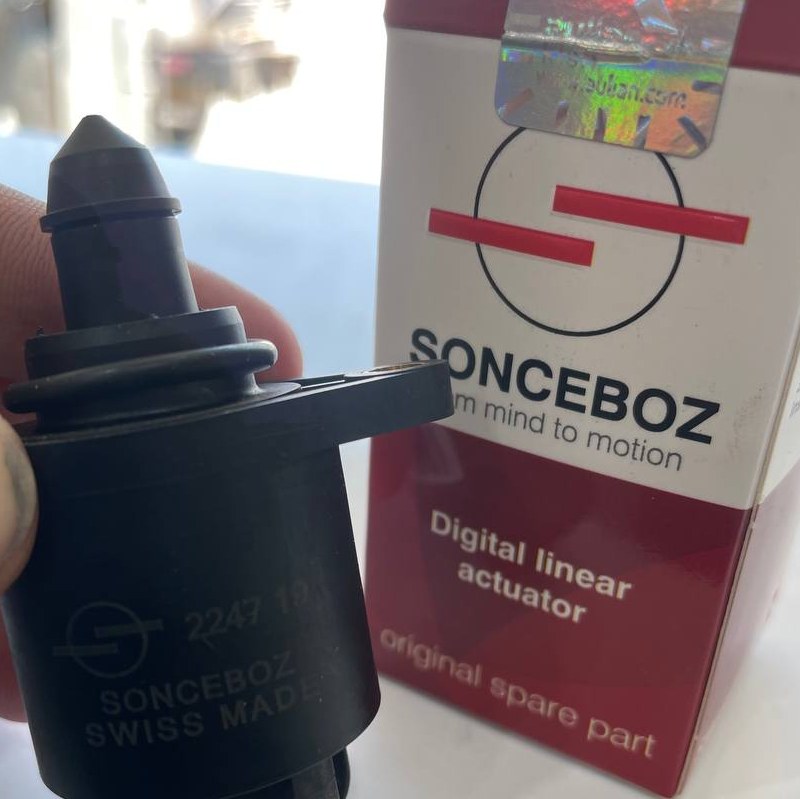 SONCEBOZ
mind to motion
Digital linear
actuator
original spare part
2247
SONCEBOZ
SWISS MADE